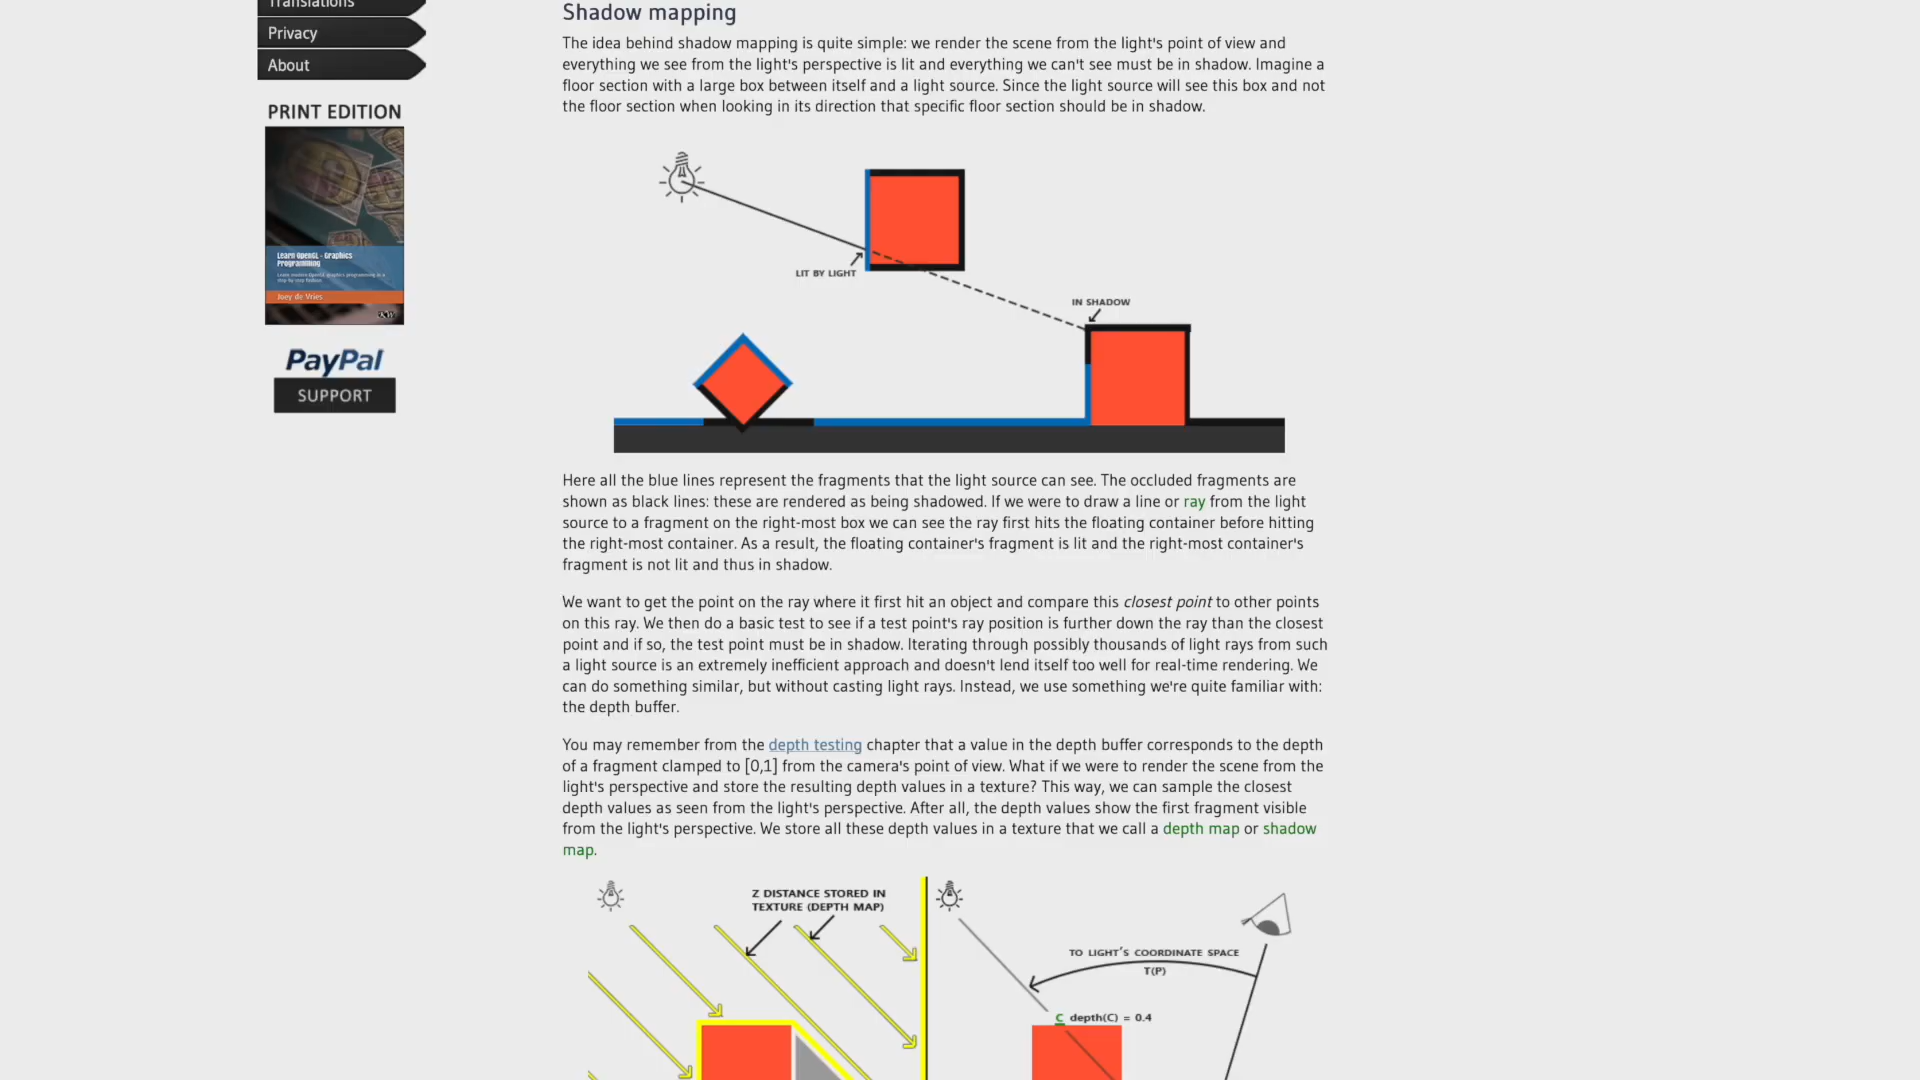 Translations
Privacy
About
PRINT EDITION
Learn OpenGL - Graphics
Programming
Learn modern OpenGL graphics programming in a
step-by-step fashion
Joey de Vries
PayPal
SUPPORT
Shadow mapping
The idea behind shadow mapping is quite simple: we render the scene from the light's point of view and
everything we see from the light's perspective is lit and everything we can't see must be in shadow. Imagine a
floor section with a large box between itself and a light source. Since the light source will see this box and not
the floor section when looking in its direction that specific floor section should be in shadow.
LIT BY LIGHT
IN SHADOW
Here all the blue lines represent the fragments that the light source can see. The occluded fragments are
shown as black lines: these are rendered as being shadowed. If we were to draw a line or ray from the light
source to a fragment on the right-most box we can see the ray first hits the floating container before hitting
the right-most container. As a result, the floating container's fragment is lit and the right-most container's
fragment is not lit and thus in shadow.
We want to get the point on the ray where it first hit an object and compare this closest point to other points
on this ray. We then do a basic test to see if a test point's ray position is further down the ray than the closest
point and if so, the test point must be in shadow. Iterating through possibly thousands of light rays from such
a light source is an extremely inefficient approach and doesn't lend itself too well for real-time rendering. We
can do something similar, but without casting light rays. Instead, we use something we're quite familiar with:
the depth buffer.
You may remember from the depth testing chapter that a value in the depth buffer corresponds to the depth
of a fragment clamped to [0,1] from the camera's point of view. What if we were to render the scene from the
light's perspective and store the resulting depth values in a texture? This way, we can sample the closest
depth values as seen from the light's perspective. After all, the depth values show the first fragment visible
from the light's perspective. We store all these depth values in a texture that we call a depth map or shadow
map.
Z DISTANCE STORED IN
TEXTURE (DEPTH MAP)
TO LIGHT'S COORDINATE SPACE
T(P)
C depth(C) = 0.4